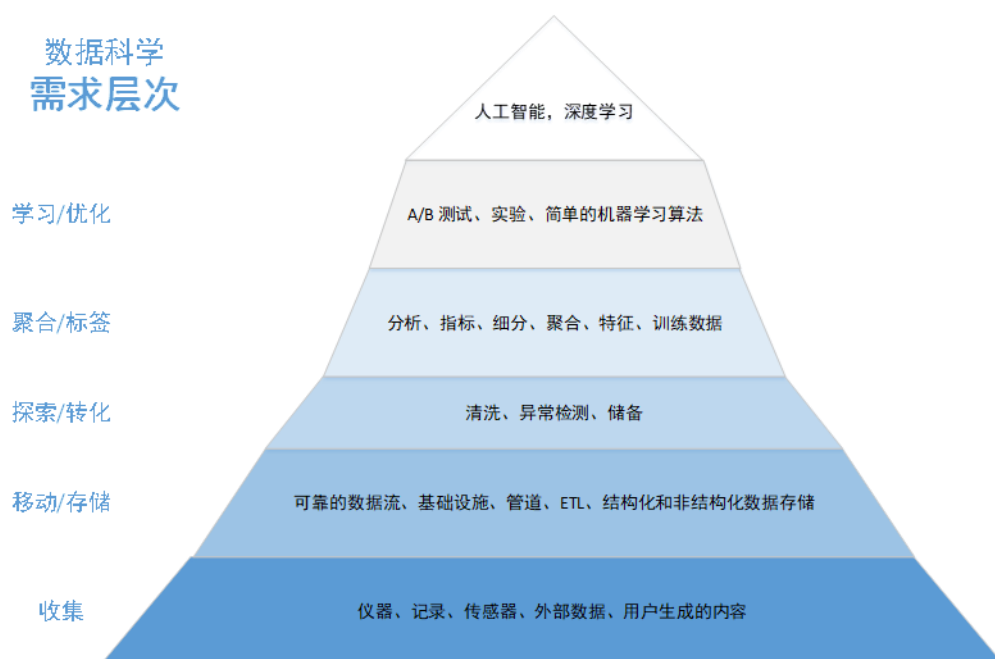 数据科学
需求层次
人工智能，深度学习
学习/优化
A/B 测试、实验、简单的机器学习算法
聚合/标签
分析、指标、细分、聚合、特征、训练数据
探索/转化
清洗、异常检测、储备
移动/存储
可靠的数据流、基础设施、管道、ETL、结构化和非结构化数据存储
收集
仪器、记录、传感器、外部数据、用户生成的内容